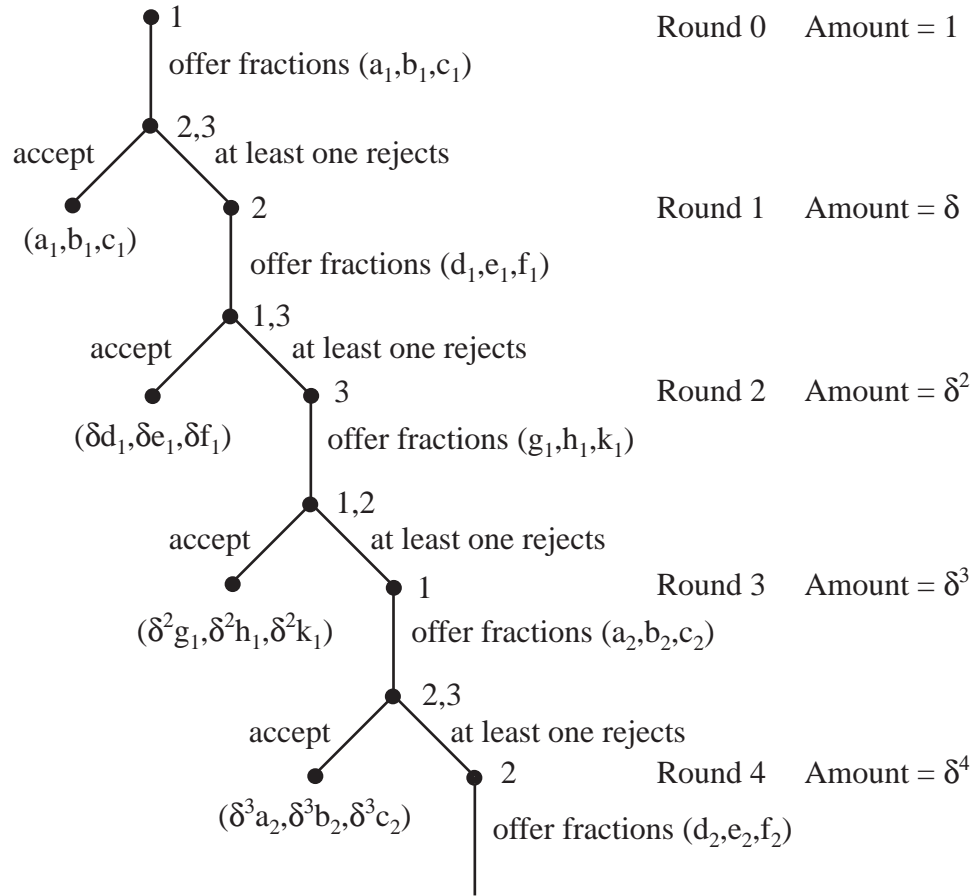 1 Round 0 Amount = 1
offer fractions (a₁,b₁,c₁)
2,3
accept at least one rejects
2 Round 1 Amount = δ
(a₁,b₁,c₁)
offer fractions (d₁,e₁,f₁)
1,3
accept at least one rejects
3 Round 2 Amount = δ²
(δd₁,δe₁,δf₁) offer fractions (g₁,h₁,k₁)
1,2
accept at least one rejects
1 Round 3 Amount = δ³
(δ²g₁,δ²h₁,δ²k₁) offer fractions (a₂,b₂,c₂)
2,3
accept at least one rejects
2 Round 4 Amount = δ⁴
(δ³a₂,δ³b₂,δ³c₂) offer fractions (d₂,e₂,f₂)